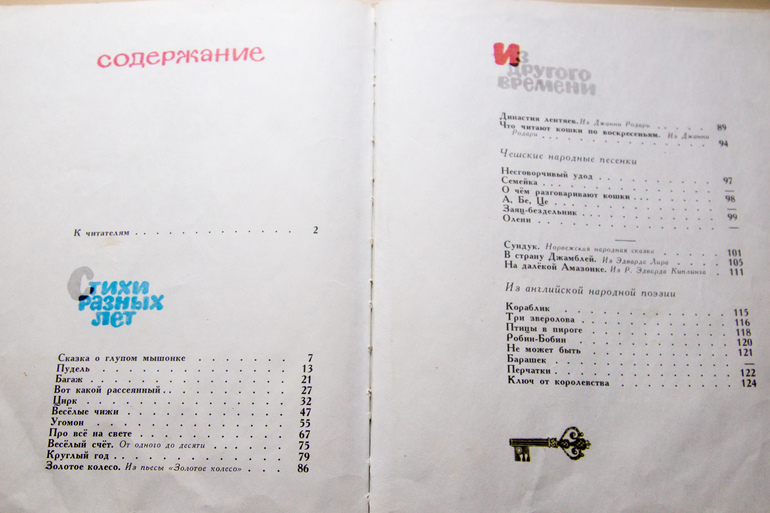 содержание
К читателям . . . . . . . . . . . . . . . 2
Стихи
разных
лет
Сказка о глупом мышонке . . . . . . . . . 7
Пудель . . . . . . . . . . . . . . . 13
Багаж . . . . . . . . . . . . . . . 21
Вот какой рассеянный . . . . . . . . . . 27
Цирк . . . . . . . . . . . . . . . 32
Весёлые чижи . . . . . . . . . . . . . 47
Угомон . . . . . . . . . . . . . . . 55
Про всё на свете . . . . . . . . . . . . 67
Весёлый счёт. От одного до десяти . . . . . . 75
Круглый год . . . . . . . . . . . . . . 79
Золотое колесо. Из пьесы «Золотое колесо» . . . . 86
Из
другого
времени
Династия лентяев. Из Джанни Родари . . . . . 89
Что читают кошки по воскресеньям. Из Джанни
Родари . . . . . . . . . . . . . . . 94
Чешские народные песенки
Несговорчивый удод . . . . . . . . . . . 97
Семейка . . . . . . . . . . . . . . . —
О чём разговаривают кошки . . . . . . . . 98
А, Бе, Це . . . . . . . . . . . . . . . —
Заяц-бездельник . . . . . . . . . . . . 99
Олени . . . . . . . . . . . . . . . —
Сундук. Норвежская народная сказка . . . . . 101
В страну Джамблей. Из Эдварда Лира . . . . . 105
На далёкой Амазонке. Из Р. Эдварда Киплинга . . 111
Из английской народной поэзии
Кораблик . . . . . . . . . . . . . . . 115
Три зверолова . . . . . . . . . . . . . 116
Птицы в пироге . . . . . . . . . . . . . 118
Робин-Бобин . . . . . . . . . . . . . . 120
Не может быть . . . . . . . . . . . . . 121
Барашек . . . . . . . . . . . . . . . —
Перчатки . . . . . . . . . . . . . . . 122
Ключ от королевства . . . . . . . . . . . 124